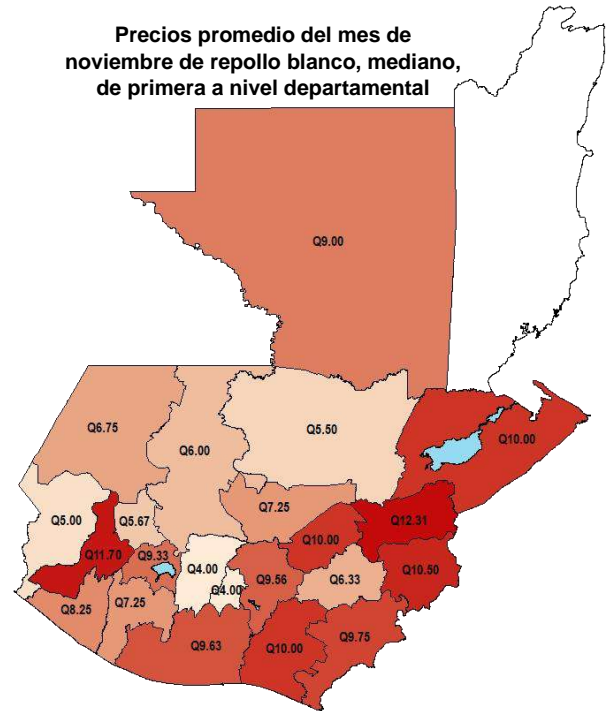 Precios promedio del mes de
noviembre de repollo blanco, mediano,
de primera a nivel departamental
Q9.00
Q6.75
Q6.00
Q5.50
Q10.00
Q5.00
Q5.67
Q7.25
Q12.31
Q11.70
Q9.33
Q4.00
Q4.00
Q9.56
Q10.00
Q6.33
Q10.50
Q8.25
Q7.25
Q9.63
Q10.00
Q9.75